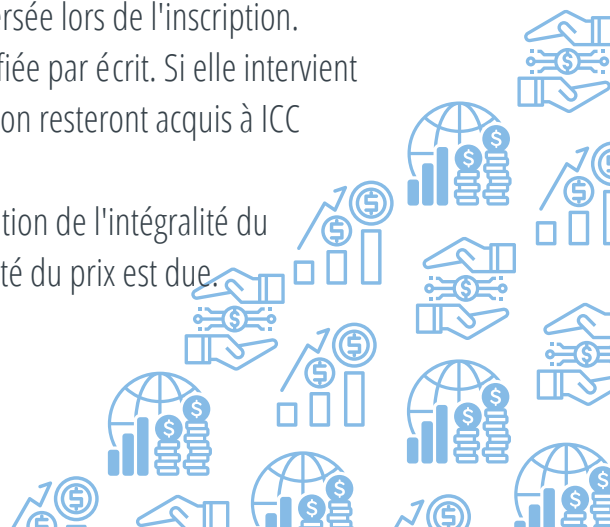 rsée lors de l'inscription.
fiée par écrit. Si elle intervient
on resteront acquis à ICC
tion de l'intégralité du
té du prix est due.